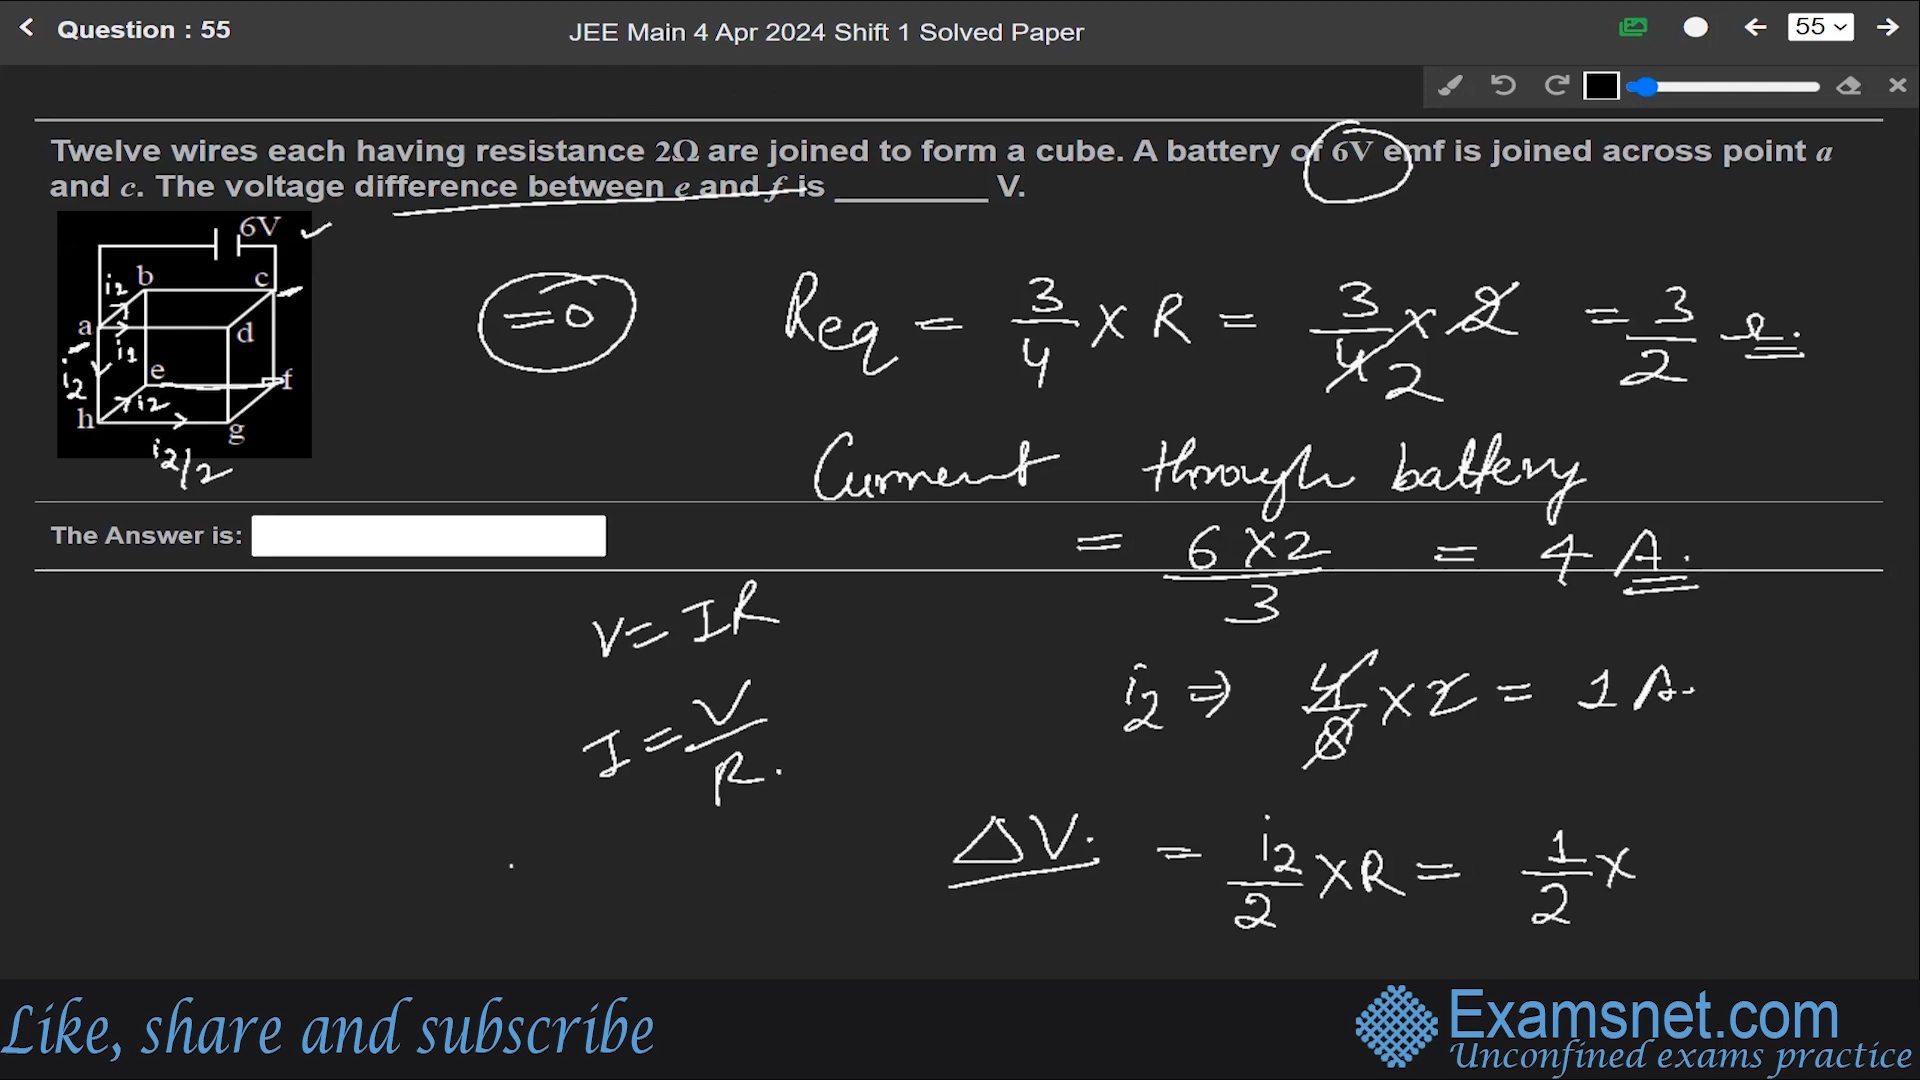 Question : 55
JEE Main 4 Apr 2024 Shift 1 Solved Paper
55
Twelve wires each having resistance 2Ω are joined to form a cube. A battery of 6V emf is joined across point a
and c. The voltage difference between e and f is __________ V.
6V
b c
i2
a d
i1
i2
e f
h i2
g
i2/2
= 0
Req = 3/4 × R = 3/4 × 2 = 3/2 Ω.
2
Current through battery
= 6×2/3 = 4 A.
The Answer is:
V = IR
i2 ⇒ 4/8 × 2 = 1 A.
I = V/R.
ΔV. = i2/2 × R = 1/2 ×
Like, share and subscribe
Examsnet.com
Unconfined exams practice